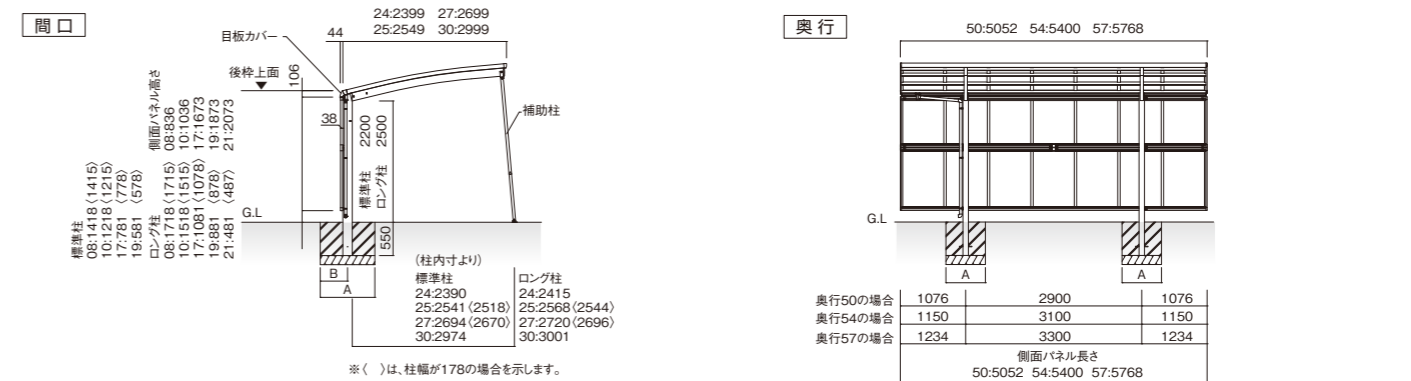 間口
24:2399 27:2699
25:2549 30:2999
44
目板カバー
後枠上面
106
38
標準柱 2200
ロング柱 2500
補助柱
側面パネル高さ
08:836
10:1036
17:1673
19:1873
21:2073
標準柱
08:1418〈1415〉
10:1218〈1215〉
17:781 〈778〉
19:581 〈578〉
ロング柱
08:1718〈1715〉
10:1518〈1515〉
17:1081〈1078〉
19:881 〈878〉
21:481 〈487〉
G.L
550
B
A
(柱内寸より)
標準柱
24:2390
25:2541〈2518〉
27:2694〈2670〉
30:2974
ロング柱
24:2415
25:2568〈2544〉
27:2720〈2696〉
30:3001
※〈 〉は、柱幅が178の場合を示します。
奥行
50:5052 54:5400 57:5768
G.L
A
A
奥行50の場合 1076 2900 1076
奥行54の場合 1150 3100 1150
奥行57の場合 1234 3300 1234
側面パネル長さ
50:5052 54:5400 57:5768